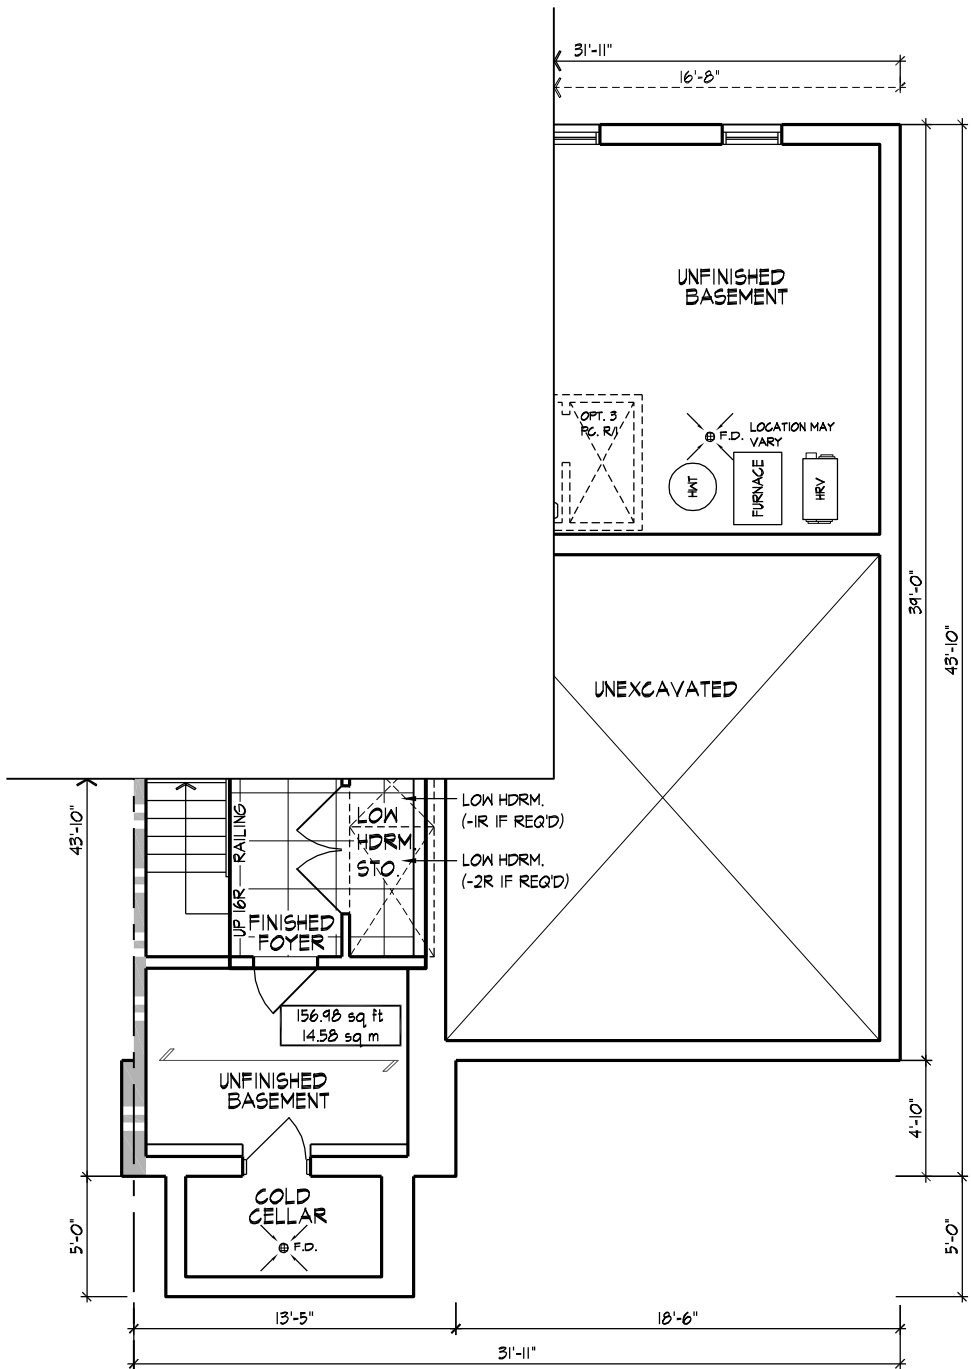 31'-11"
16'-8"
UNFINISHED
BASEMENT
OPT. 3
PC. R/I
F.D.
LOCATION MAY
VARY
HWT
FURNACE
HRV
39'-0"
43'-10"
UNEXCAVATED
43'-10"
UP 16R
RAILING
LOW
HDRM.
STO.
LOW HDRM.
(-1R IF REQ'D)
LOW HDRM.
(-2R IF REQ'D)
FINISHED
FOYER
156.98 sq ft
14.58 sq m
UNFINISHED
BASEMENT
4'-10"
COLD
CELLAR
F.D.
5'-0"
5'-0"
13'-5"
18'-6"
31'-11"